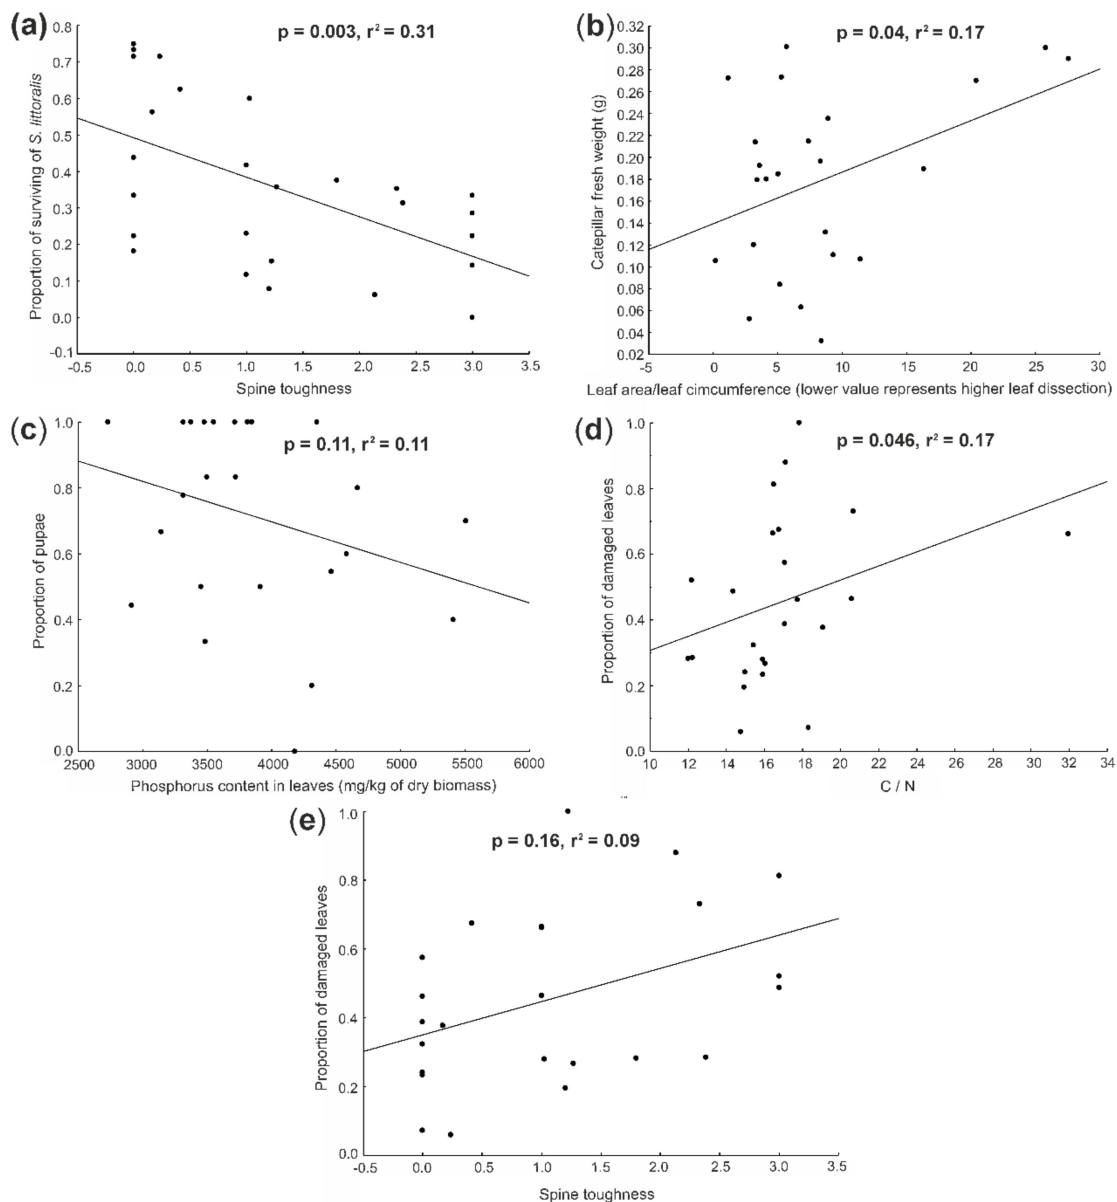 (a)
p = 0.003, r² = 0.31
Proportion of surviving of S. littoralis
0.8
0.7
0.6
0.5
0.4
0.3
0.2
0.1
0.0
-0.1
-0.5 0.0 0.5 1.0 1.5 2.0 2.5 3.0 3.5
Spine toughness
(b)
p = 0.04, r² = 0.17
Catepillar fresh weight (g)
0.32
0.30
0.28
0.26
0.24
0.22
0.20
0.18
0.16
0.14
0.12
0.10
0.08
0.06
0.04
0.02
-5 0 5 10 15 20 25 30
Leaf area/leaf cimcumference (lower value represents higher leaf dissection)
(c)
p = 0.11, r² = 0.11
Proportion of pupae
1.0
0.8
0.6
0.4
0.2
0.0
2500 3000 3500 4000 4500 5000 5500 6000
Phosphorus content in leaves (mg/kg of dry biomass)
(d)
p = 0.046, r² = 0.17
Proportion of damaged leaves
1.0
0.8
0.6
0.4
0.2
0.0
10 12 14 16 18 20 22 24 26 28 30 32 34
C / N
(e)
p = 0.16, r² = 0.09
Proportion of damaged leaves
1.0
0.8
0.6
0.4
0.2
0.0
-0.5 0.0 0.5 1.0 1.5 2.0 2.5 3.0 3.5
Spine toughness